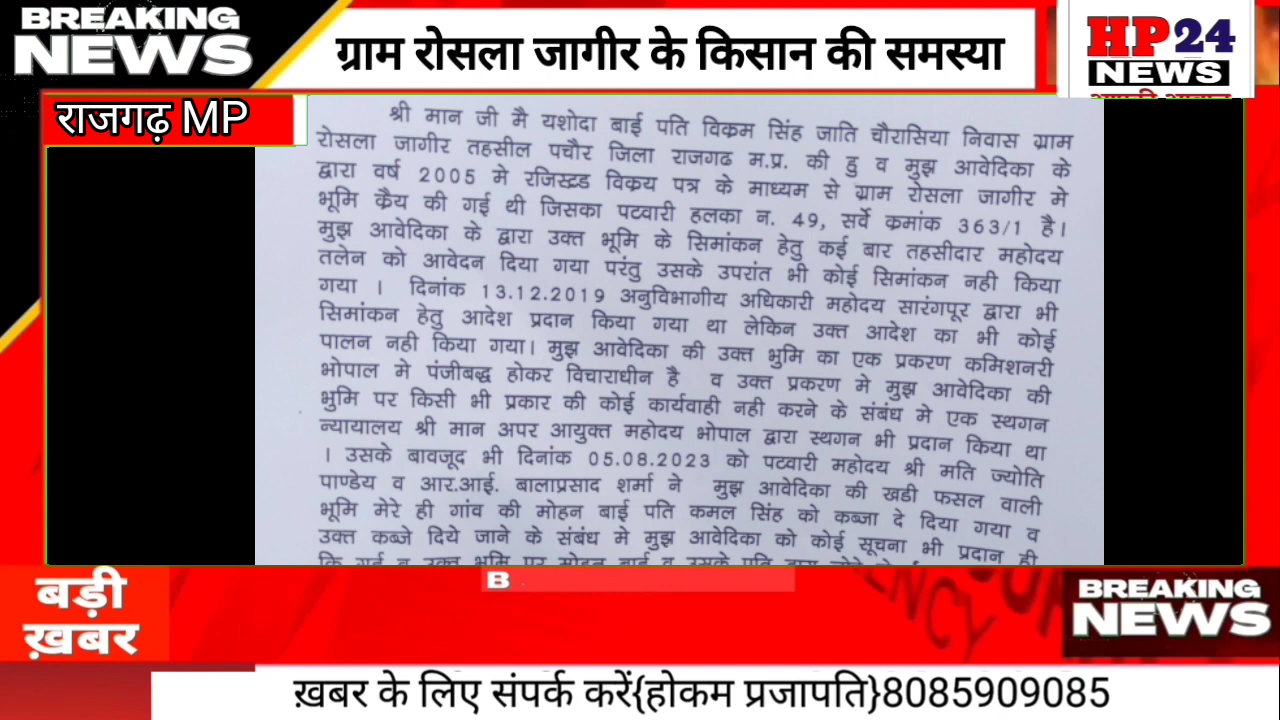 BREAKING
NEWS
ग्राम रोसला जागीर के किसान की समस्या
HP24
NEWS
राजगढ़ MP
श्री मान जी मै यशोदा बाई पति विक्रम सिंह जाति चौरासिया निवास ग्राम
रोसला जागीर तहसील पचौर जिला राजगढ म.प्र. की हु व मुझ आवेदिका के
द्वारा वर्ष 2005 मे रजिस्टड विक्रय पत्र के माध्यम से ग्राम रोसला जागीर मे
भूमि क्रैय की गई थी जिसका पटवारी हलका न. 49, सर्वे क्रमांक 363/1 है।
मुझ आवेदिका के द्वारा उक्त भूमि के सिमांकन हेतु कई बार तहसीदार महोदय
तलेन को आवेदन दिया गया परंतु उसके उपरांत भी कोई सिमांकन नही किया
गया । दिनांक 13.12.2019 अनुविभागीय अधिकारी महोदय सारंगपूर द्वारा भी
सिमांकन हेतु आदेश प्रदान किया गया था लेकिन उक्त आदेश का भी कोई
पालन नही किया गया। मुझ आवेदिका की उक्त भुमि का एक प्रकरण कमिशनरी
भोपाल मे पंजीबद्ध होकर विचाराधीन है व उक्त प्रकरण मे मुझ आवेदिका की
भुमि पर किसी भी प्रकार की कोई कार्यवाही नही करने के संबंध मे एक स्थगन
न्यायालय श्री मान अपर आयुक्त महोदय भोपाल द्वारा स्थगन भी प्रदान किया था
। उसके बावजूद भी दिनांक 05.08.2023 को पटवारी महोदय श्री मति ज्योति
पाण्डेय व आर.आई. बालाप्रसाद शर्मा ने मुझ आवेदिका की खडी फसल वाली
भूमि मेरे ही गांव की मोहन बाई पति कमल सिंह को कब्जा दे दिया गया व
उक्त कब्जे दिये जाने के संबंध मे मुझ आवेदिका को कोई सूचना भी प्रदान ही
B
बड़ी
ख़बर
BREAKING
NEWS
ख़बर के लिए संपर्क करें{होकम प्रजापति}8085909085